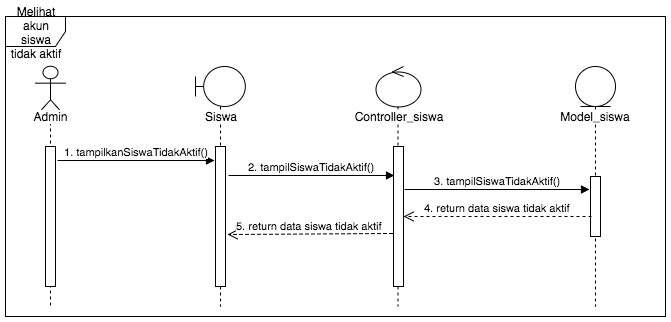 Melihat
akun
siswa
tidak aktif
Admin
Siswa
Controller_siswa
Model_siswa
1. tampilkanSiswaTidakAktif()
2. tampilSiswaTidakAktif()
3. tampilSiswaTidakAktif()
4. return data siswa tidak aktif
5. return data siswa tidak aktif